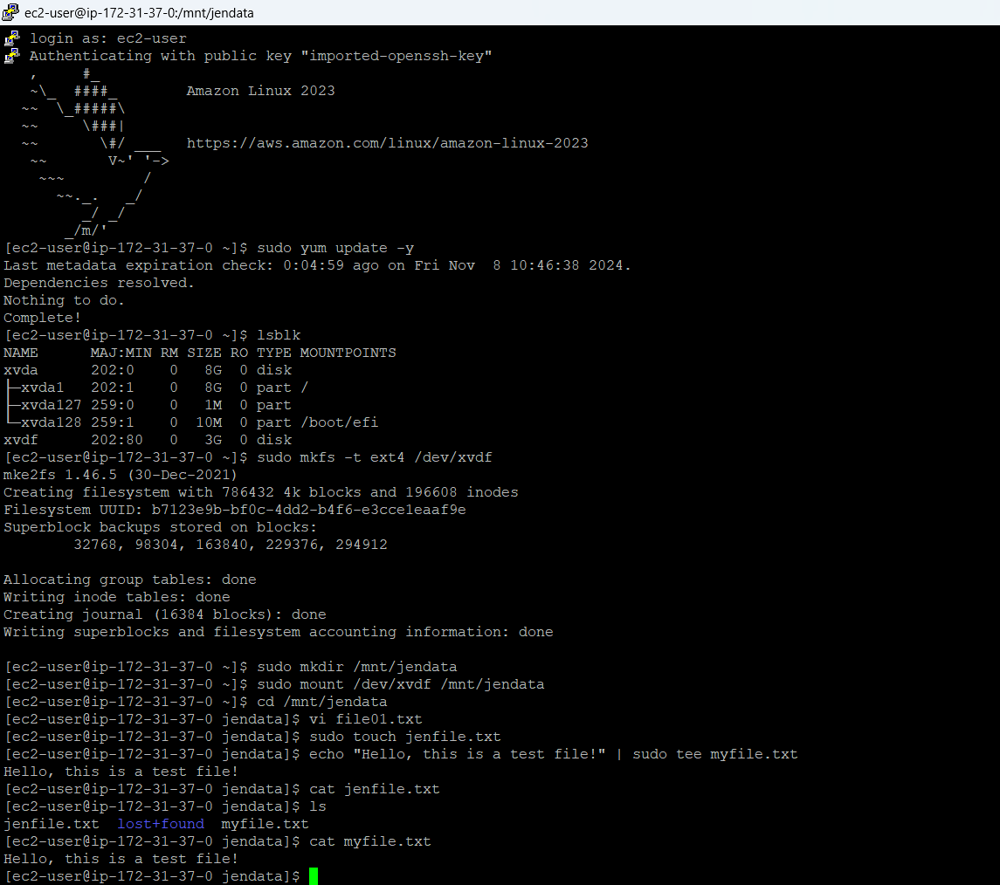 ec2-user@ip-172-31-37-0:/mnt/jendata
login as: ec2-user
Authenticating with public key "imported-openssh-key"
   ,     #_
   ~\_  ####_        Amazon Linux 2023
  ~~  \_#####\
  ~~     \###|
  ~~       \#/ ___   https://aws.amazon.com/linux/amazon-linux-2023
   ~~       V~' '->
    ~~~         /
      ~~._.   _/
         _/ _/
       _/m/'
[ec2-user@ip-172-31-37-0 ~]$ sudo yum update -y
Last metadata expiration check: 0:04:59 ago on Fri Nov  8 10:46:38 2024.
Dependencies resolved.
Nothing to do.
Complete!
[ec2-user@ip-172-31-37-0 ~]$ lsblk
NAME      MAJ:MIN RM SIZE RO TYPE MOUNTPOINTS
xvda      202:0    0   8G  0 disk
├─xvda1   202:1    0   8G  0 part /
├─xvda127 259:0    0   1M  0 part
└─xvda128 259:1    0  10M  0 part /boot/efi
xvdf      202:80   0   3G  0 disk
[ec2-user@ip-172-31-37-0 ~]$ sudo mkfs -t ext4 /dev/xvdf
mke2fs 1.46.5 (30-Dec-2021)
Creating filesystem with 786432 4k blocks and 196608 inodes
Filesystem UUID: b7123e9b-bf0c-4dd2-b4f6-e3cce1eaaf9e
Superblock backups stored on blocks:
        32768, 98304, 163840, 229376, 294912

Allocating group tables: done
Writing inode tables: done
Creating journal (16384 blocks): done
Writing superblocks and filesystem accounting information: done

[ec2-user@ip-172-31-37-0 ~]$ sudo mkdir /mnt/jendata
[ec2-user@ip-172-31-37-0 ~]$ sudo mount /dev/xvdf /mnt/jendata
[ec2-user@ip-172-31-37-0 ~]$ cd /mnt/jendata
[ec2-user@ip-172-31-37-0 jendata]$ vi file01.txt
[ec2-user@ip-172-31-37-0 jendata]$ sudo touch jenfile.txt
[ec2-user@ip-172-31-37-0 jendata]$ echo "Hello, this is a test file!" | sudo tee myfile.txt
Hello, this is a test file!
[ec2-user@ip-172-31-37-0 jendata]$ cat jenfile.txt
[ec2-user@ip-172-31-37-0 jendata]$ ls
jenfile.txt  lost+found  myfile.txt
[ec2-user@ip-172-31-37-0 jendata]$ cat myfile.txt
Hello, this is a test file!
[ec2-user@ip-172-31-37-0 jendata]$